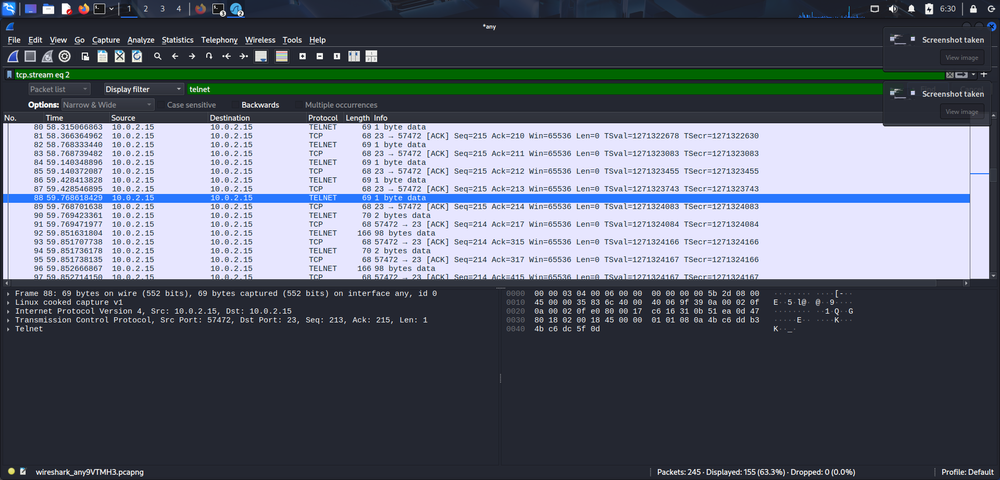 1 2 3 4 3 2 6:30
*any
File Edit View Go Capture Analyze Statistics Telephony Wireless Tools Help
Screenshot taken
View image
tcp.stream eq 2
Packet list Display filter telnet
Screenshot taken
Options: Narrow & Wide Case sensitive Backwards Multiple occurrences
View image
No. Time Source Destination Protocol Length Info
80 58.315066863 10.0.2.15 10.0.2.15 TELNET 69 1 byte data
81 58.366364962 10.0.2.15 10.0.2.15 TCP 68 23 → 57472 [ACK] Seq=215 Ack=210 Win=65536 Len=0 TSval=1271322678 TSecr=1271322630
82 58.768333440 10.0.2.15 10.0.2.15 TELNET 69 1 byte data
83 58.768739482 10.0.2.15 10.0.2.15 TCP 68 23 → 57472 [ACK] Seq=215 Ack=211 Win=65536 Len=0 TSval=1271323083 TSecr=1271323083
84 59.140348896 10.0.2.15 10.0.2.15 TELNET 69 1 byte data
85 59.140372087 10.0.2.15 10.0.2.15 TCP 68 23 → 57472 [ACK] Seq=215 Ack=212 Win=65536 Len=0 TSval=1271323455 TSecr=1271323455
86 59.428413828 10.0.2.15 10.0.2.15 TELNET 69 1 byte data
87 59.428546895 10.0.2.15 10.0.2.15 TCP 68 23 → 57472 [ACK] Seq=215 Ack=213 Win=65536 Len=0 TSval=1271323743 TSecr=1271323743
88 59.768618429 10.0.2.15 10.0.2.15 TELNET 69 1 byte data
89 59.768701638 10.0.2.15 10.0.2.15 TCP 68 23 → 57472 [ACK] Seq=215 Ack=214 Win=65536 Len=0 TSval=1271324083 TSecr=1271324083
90 59.769423361 10.0.2.15 10.0.2.15 TELNET 70 2 bytes data
91 59.769471977 10.0.2.15 10.0.2.15 TCP 68 57472 → 23 [ACK] Seq=214 Ack=217 Win=65536 Len=0 TSval=1271324084 TSecr=1271324084
92 59.851631804 10.0.2.15 10.0.2.15 TELNET 166 98 bytes data
93 59.851707738 10.0.2.15 10.0.2.15 TCP 68 57472 → 23 [ACK] Seq=214 Ack=315 Win=65536 Len=0 TSval=1271324166 TSecr=1271324166
94 59.851736178 10.0.2.15 10.0.2.15 TELNET 70 2 bytes data
95 59.851738135 10.0.2.15 10.0.2.15 TCP 68 57472 → 23 [ACK] Seq=214 Ack=317 Win=65536 Len=0 TSval=1271324167 TSecr=1271324166
96 59.852666867 10.0.2.15 10.0.2.15 TELNET 166 98 bytes data
97 59.852714150 10.0.2.15 10.0.2.15 TCP 68 57472 → 23 [ACK] Seq=214 Ack=415 Win=65536 Len=0 TSval=1271324167 TSecr=1271324167
Frame 88: 69 bytes on wire (552 bits), 69 bytes captured (552 bits) on interface any, id 0
Linux cooked capture v1
Internet Protocol Version 4, Src: 10.0.2.15, Dst: 10.0.2.15
Transmission Control Protocol, Src Port: 57472, Dst Port: 23, Seq: 213, Ack: 215, Len: 1
Telnet
0000 00 00 03 04 00 06 00 00 00 00 00 00 5b 2d 08 00 ········ ····[-··
0010 45 00 00 35 83 6c 40 00 40 06 9f 39 0a 00 02 0f E··5·l@· @··9····
0020 0a 00 02 0f e0 80 00 17 c6 16 31 0b 51 ea 0d 47 ········ ··1·Q··G
0030 80 18 02 00 18 45 00 00 01 01 08 0a 4b c6 dd b3 ·····E·· ····K···
0040 4b c6 dc 5f 0d K··_·
wireshark_any9VTMH3.pcapng Packets: 245 · Displayed: 155 (63.3%) · Dropped: 0 (0.0%) Profile: Default